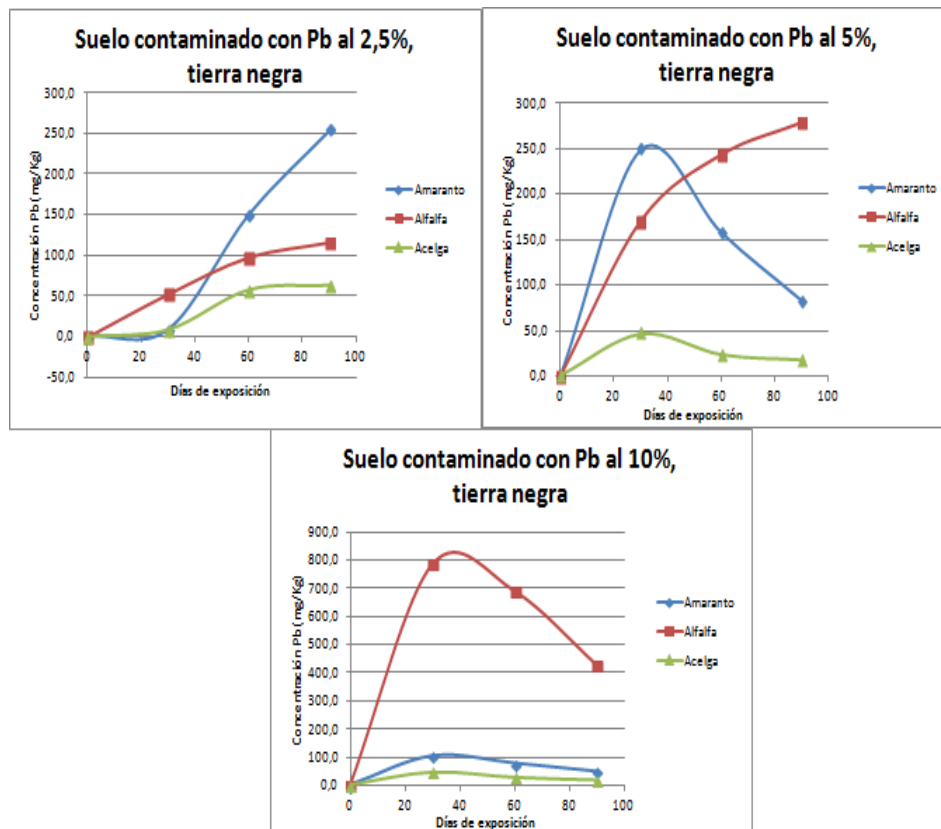 Suelo contaminado con Pb al 2,5%,
tierra negra
300,0
250,0
200,0
150,0
100,0
50,0
0,0
-50,0
0
20
40
60
80
100
Concentración Pb (mg/Kg)
Días de exposición
Amaranto
Alfalfa
Acelga
Suelo contaminado con Pb al 5%,
tierra negra
300,0
250,0
200,0
150,0
100,0
50,0
0,0
0
20
40
60
80
100
Concentración Pb (mg/Kg)
Días de exposición
Amaranto
Alfalfa
Acelga
Suelo contaminado con Pb al 10%,
tierra negra
900,0
800,0
700,0
600,0
500,0
400,0
300,0
200,0
100,0
0,0
0
20
40
60
80
100
Concentración Pb (mg/Kg)
Días de exposición
Amaranto
Alfalfa
Acelga